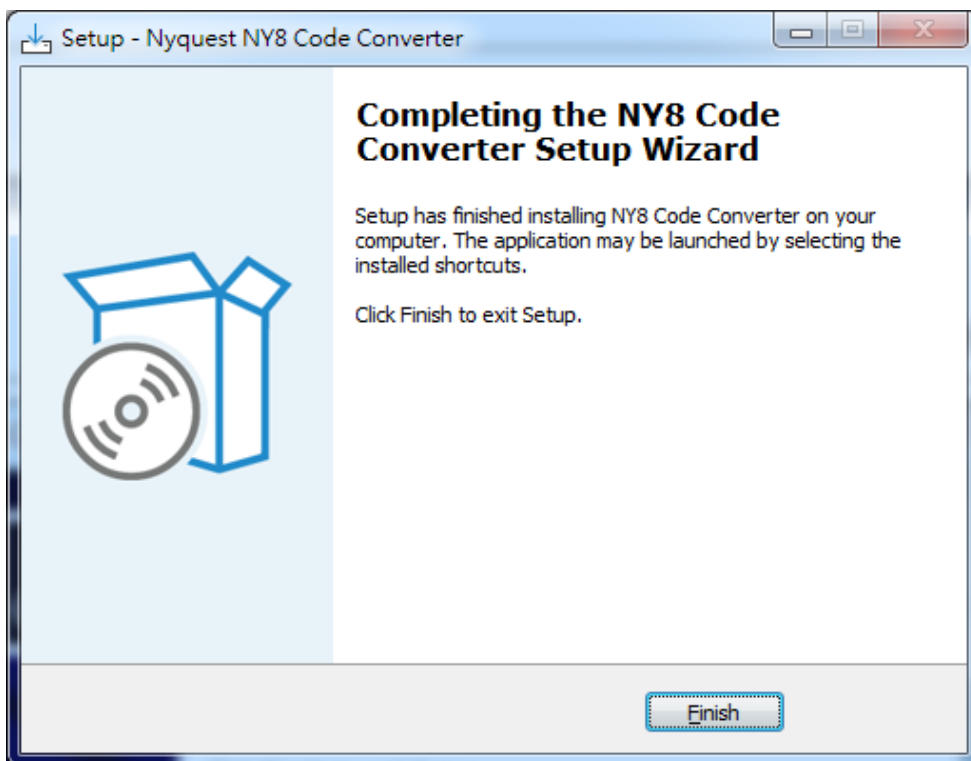 Setup - Nyquest NY8 Code Converter
Completing the NY8 Code
Converter Setup Wizard
Setup has finished installing NY8 Code Converter on your
computer. The application may be launched by selecting the
installed shortcuts.
Click Finish to exit Setup.
Finish